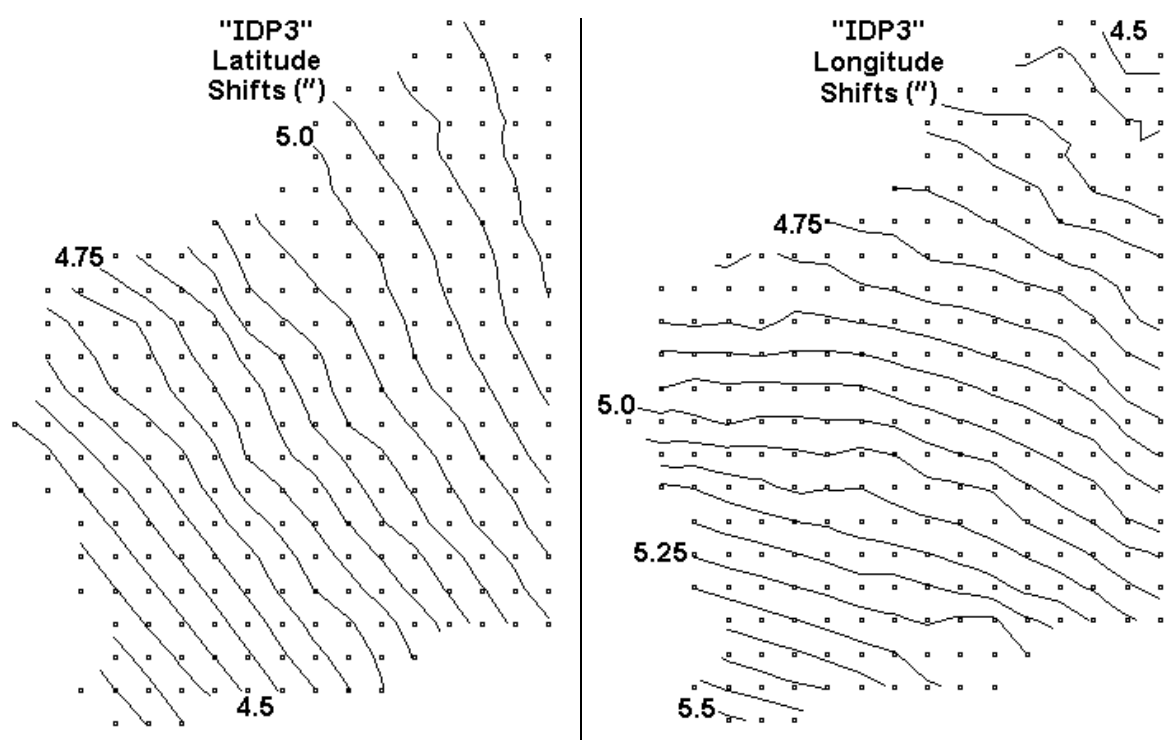 "IDP3"
Latitude
Shifts (″)
5.0
4.75
4.5
"IDP3"
Longitude
Shifts (″)
4.5
4.75
5.0
5.25
5.5